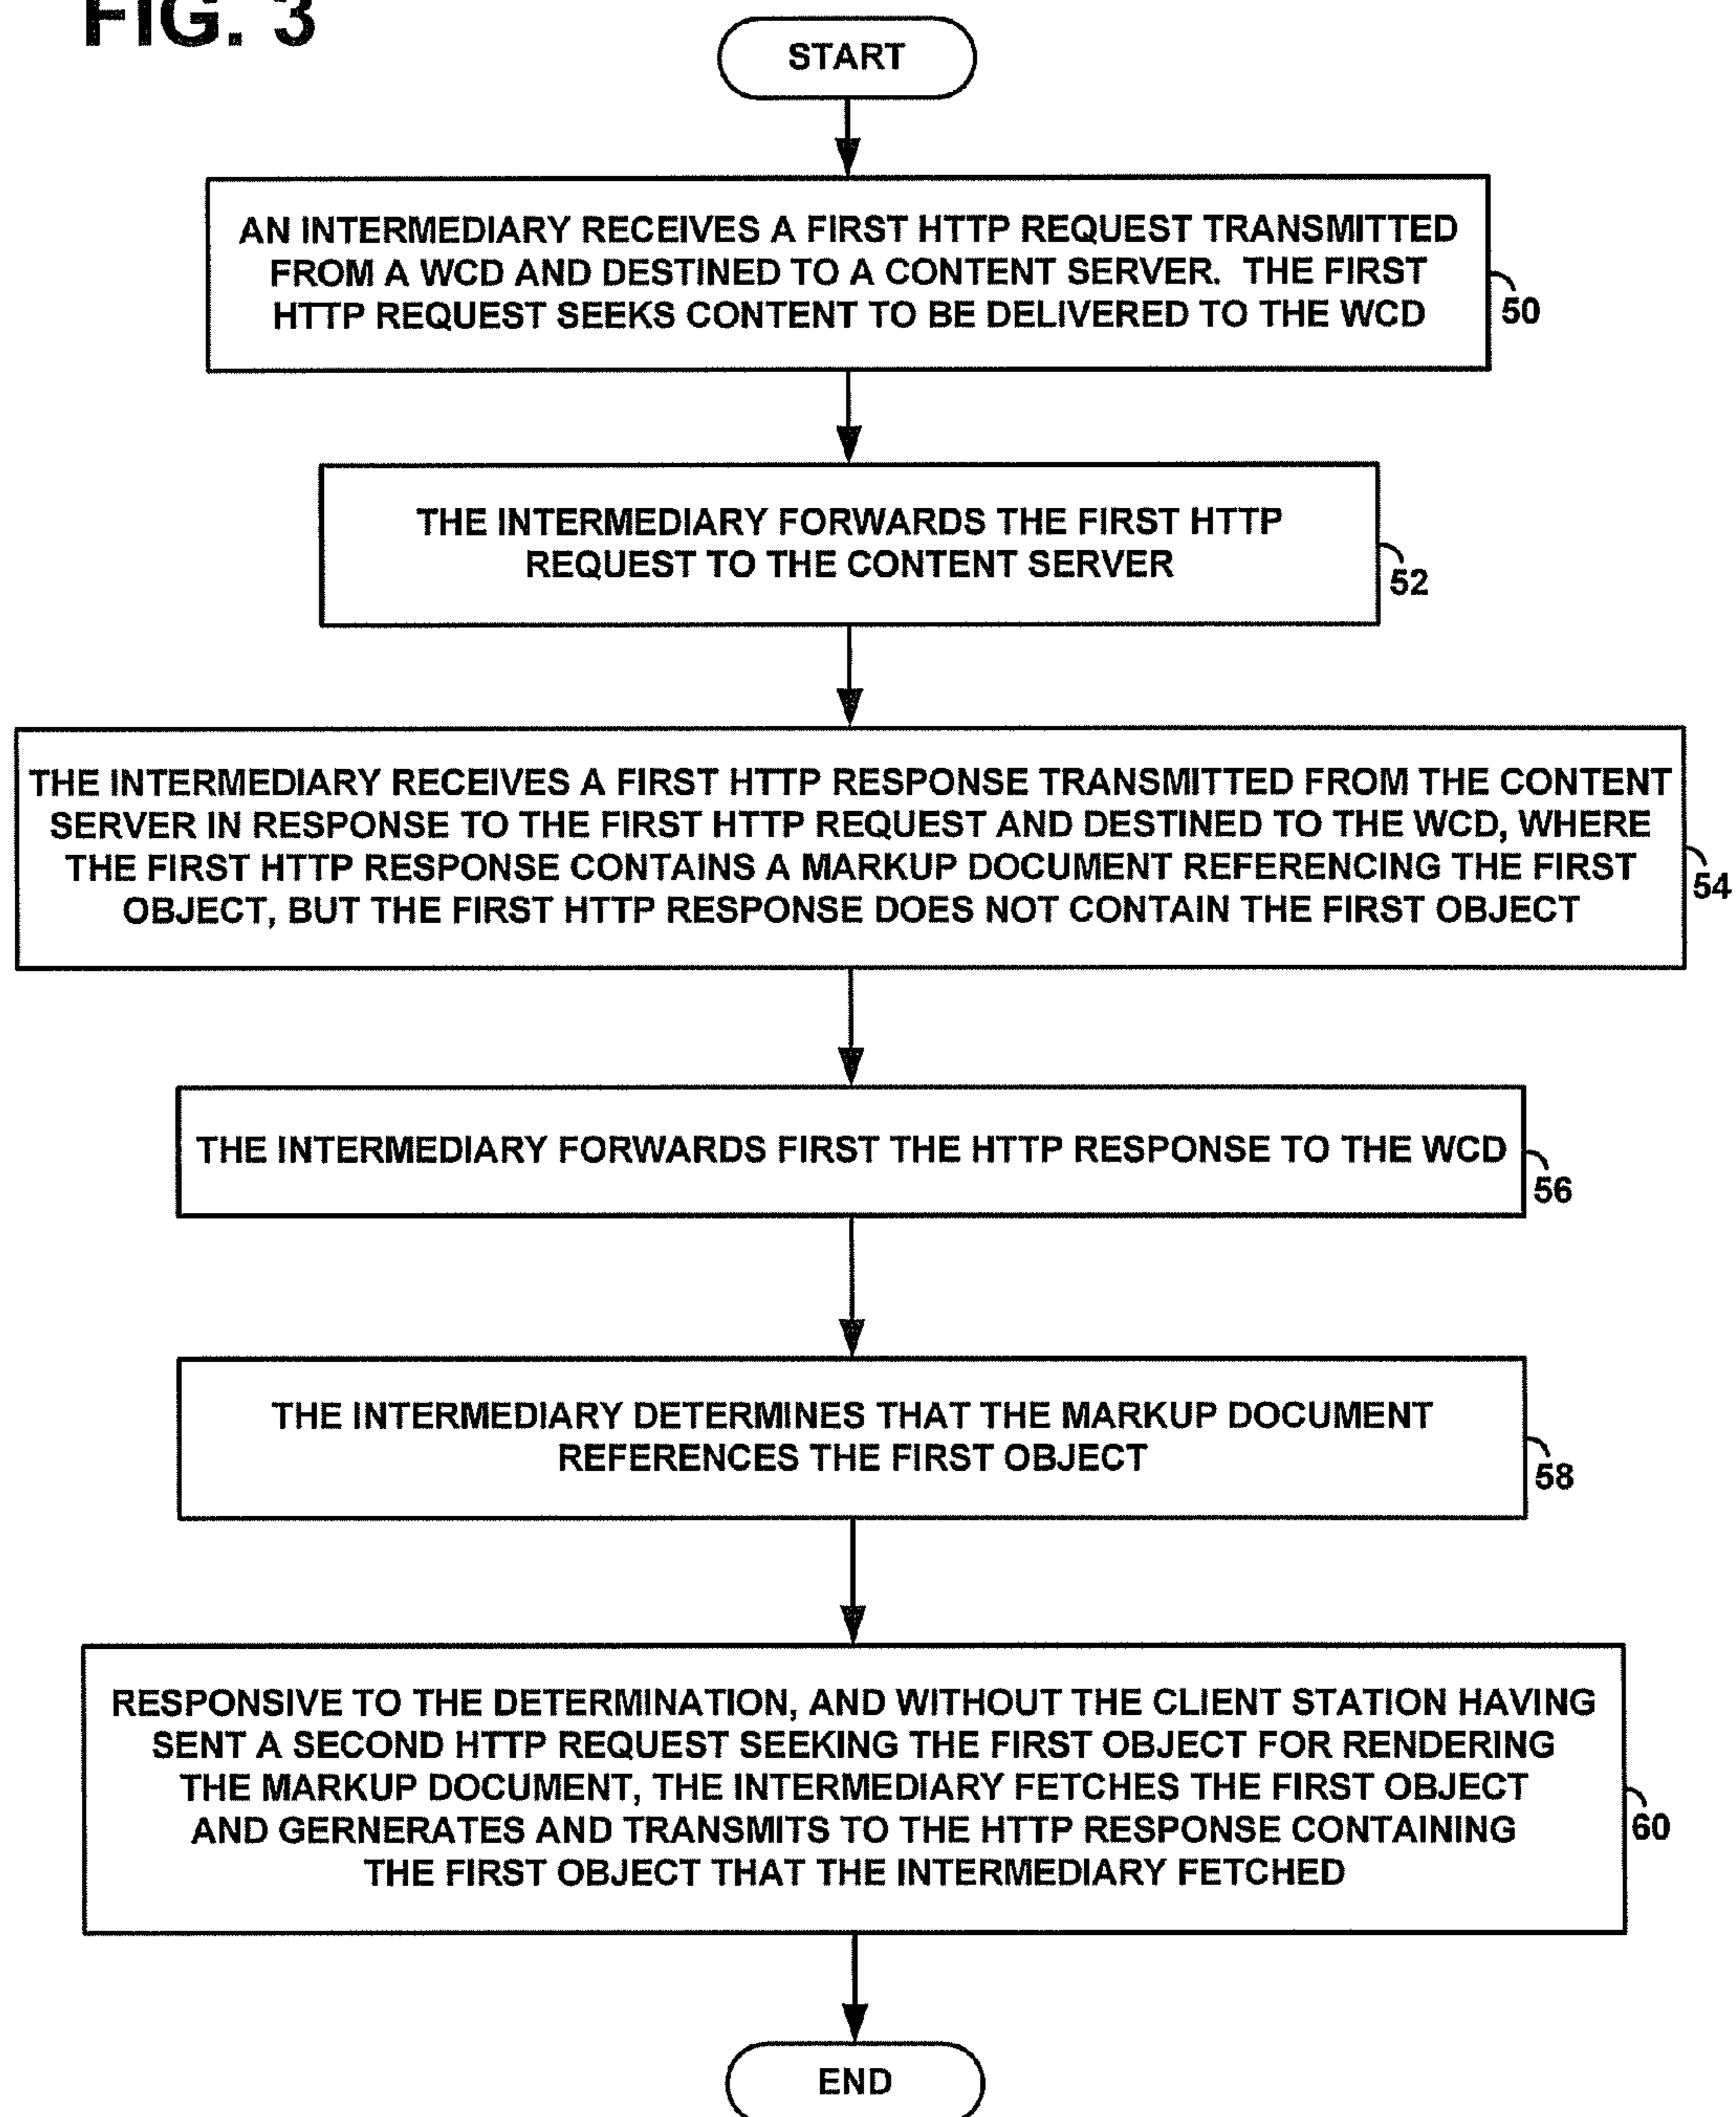 FIG. 3
START
AN INTERMEDIARY RECEIVES A FIRST HTTP REQUEST TRANSMITTED
FROM A WCD AND DESTINED TO A CONTENT SERVER. THE FIRST
HTTP REQUEST SEEKS CONTENT TO BE DELIVERED TO THE WCD
50
THE INTERMEDIARY FORWARDS THE FIRST HTTP
REQUEST TO THE CONTENT SERVER
52
THE INTERMEDIARY RECEIVES A FIRST HTTP RESPONSE TRANSMITTED FROM THE CONTENT
SERVER IN RESPONSE TO THE FIRST HTTP REQUEST AND DESTINED TO THE WCD, WHERE
THE FIRST HTTP RESPONSE CONTAINS A MARKUP DOCUMENT REFERENCING THE FIRST
OBJECT, BUT THE FIRST HTTP RESPONSE DOES NOT CONTAIN THE FIRST OBJECT
54
THE INTERMEDIARY FORWARDS FIRST THE HTTP RESPONSE TO THE WCD
56
THE INTERMEDIARY DETERMINES THAT THE MARKUP DOCUMENT
REFERENCES THE FIRST OBJECT
58
RESPONSIVE TO THE DETERMINATION, AND WITHOUT THE CLIENT STATION HAVING
SENT A SECOND HTTP REQUEST SEEKING THE FIRST OBJECT FOR RENDERING
THE MARKUP DOCUMENT, THE INTERMEDIARY FETCHES THE FIRST OBJECT
AND GERNERATES AND TRANSMITS TO THE HTTP RESPONSE CONTAINING
THE FIRST OBJECT THAT THE INTERMEDIARY FETCHED
60
END